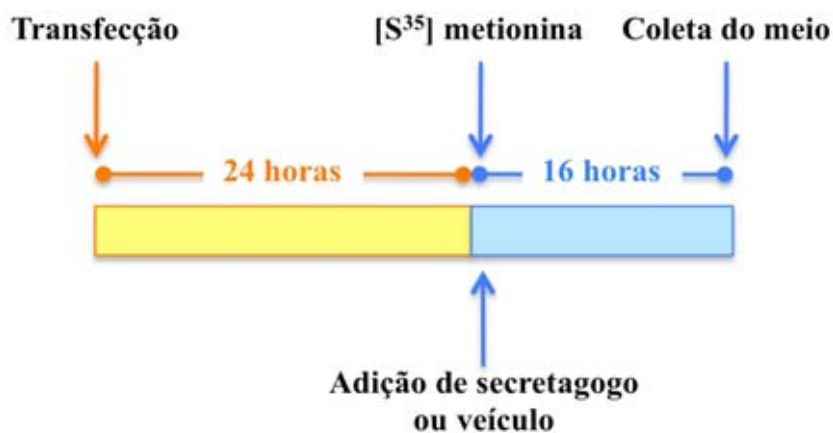 Transfecção
[S³⁵] metionina
Coleta do meio
24 horas
16 horas
Adição de secretagogo
ou veículo